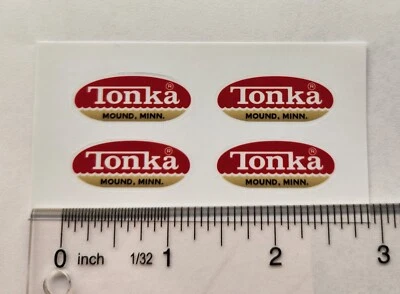 Tonka® Tonka®
MOUND, MINN. MOUND, MINN.
Tonka® Tonka®
MOUND, MINN. MOUND, MINN.
0 inch 1/32 1 2 3